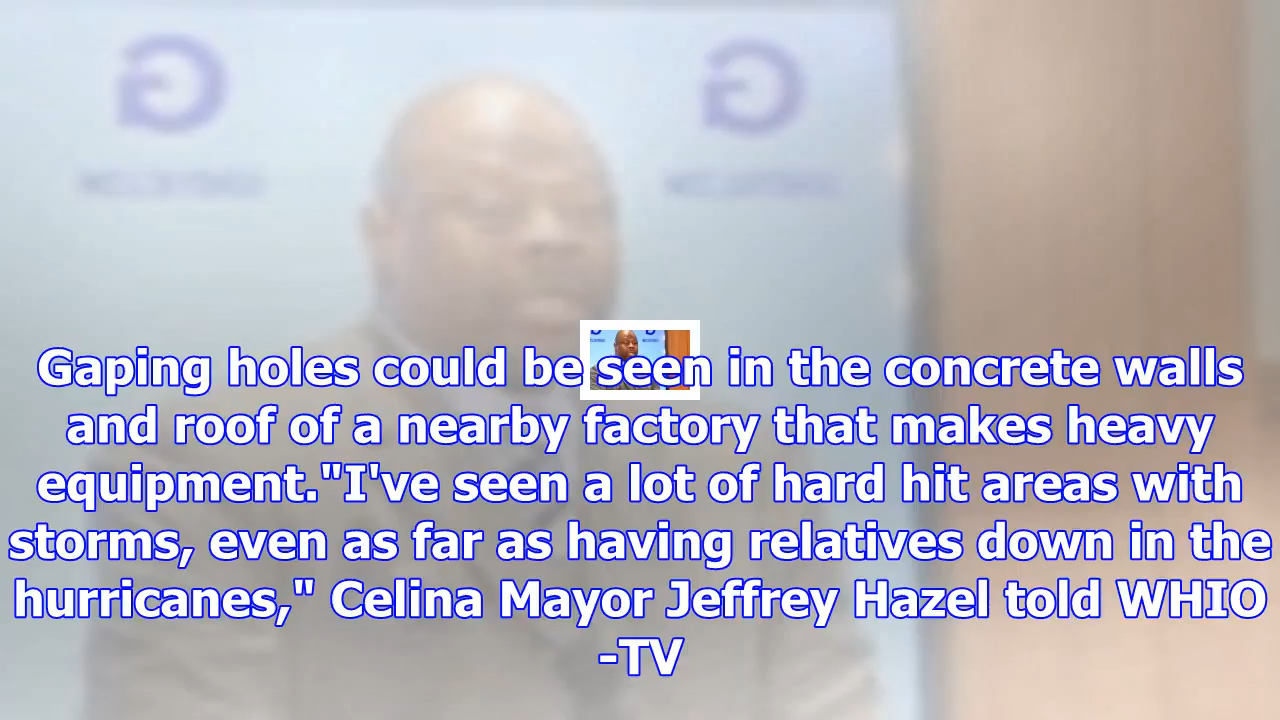 Gaping holes could be seen in the concrete walls
and roof of a nearby factory that makes heavy
equipment."I've seen a lot of hard hit areas with
storms, even as far as having relatives down in the
hurricanes," Celina Mayor Jeffrey Hazel told WHIO
-TV